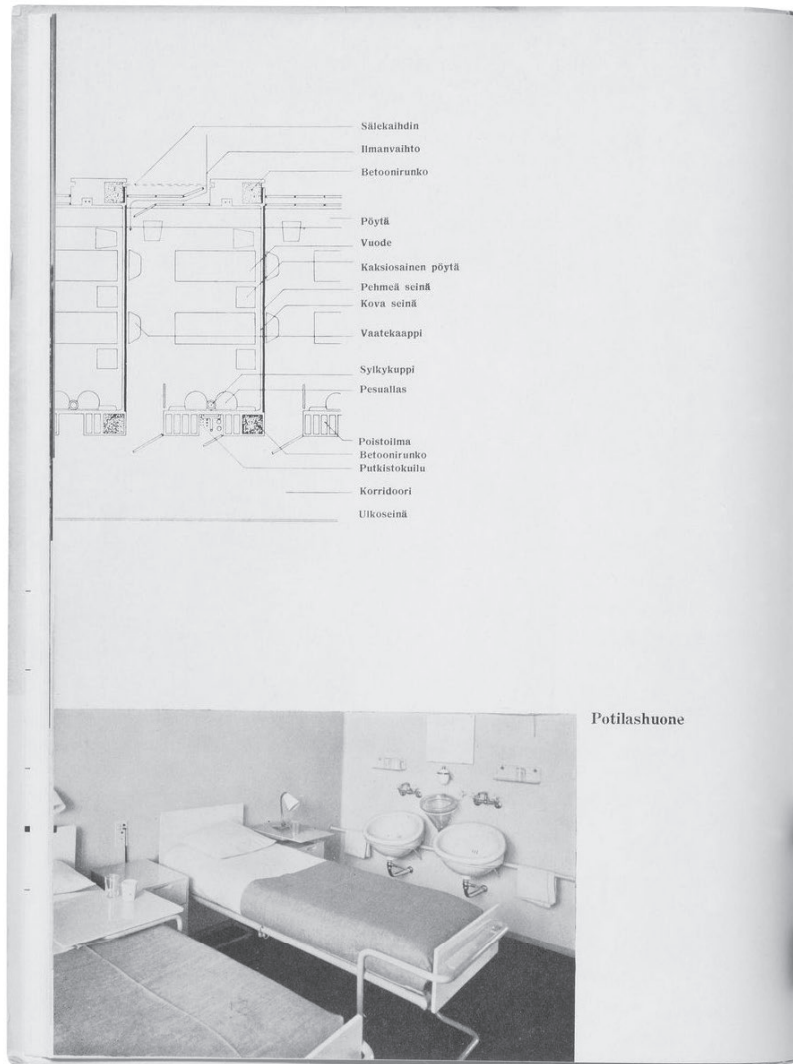 Sälekaihdin
Ilmanvaihto
Betoonirunko
Pöytä
Vuode
Kaksiosainen pöytä
Pehmeä seinä
Kova seinä
Vaatekaappi
Sylkykuppi
Pesuallas
Poistoilma
Betoonirunko
Putkistokuilu
Korridoori
Ulkoseinä
Potilashuone